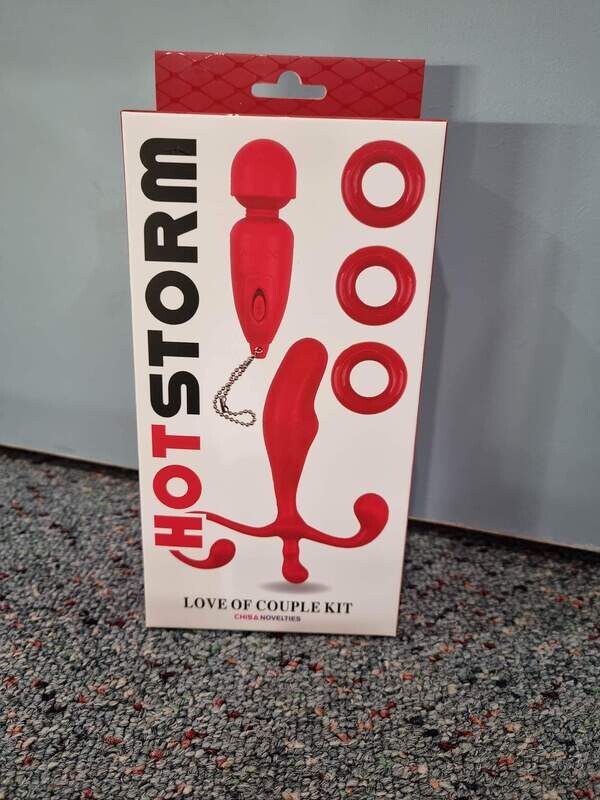 HOTSTORM
LOVE OF COUPLE KIT
CHISA NOVELTIES